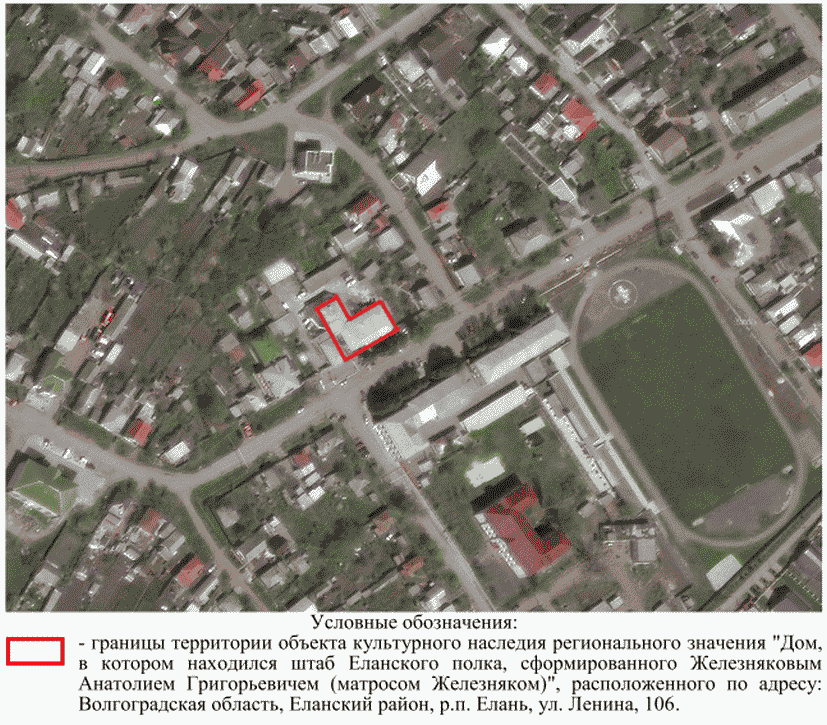 Условные обозначения:
- границы территории объекта культурного наследия регионального значения "Дом,
в котором находился штаб Еланского полка, сформированного Железняковым
Анатолием Григорьевичем (матросом Железняком)", расположенного по адресу:
Волгоградская область, Еланский район, р.п. Елань, ул. Ленина, 106.